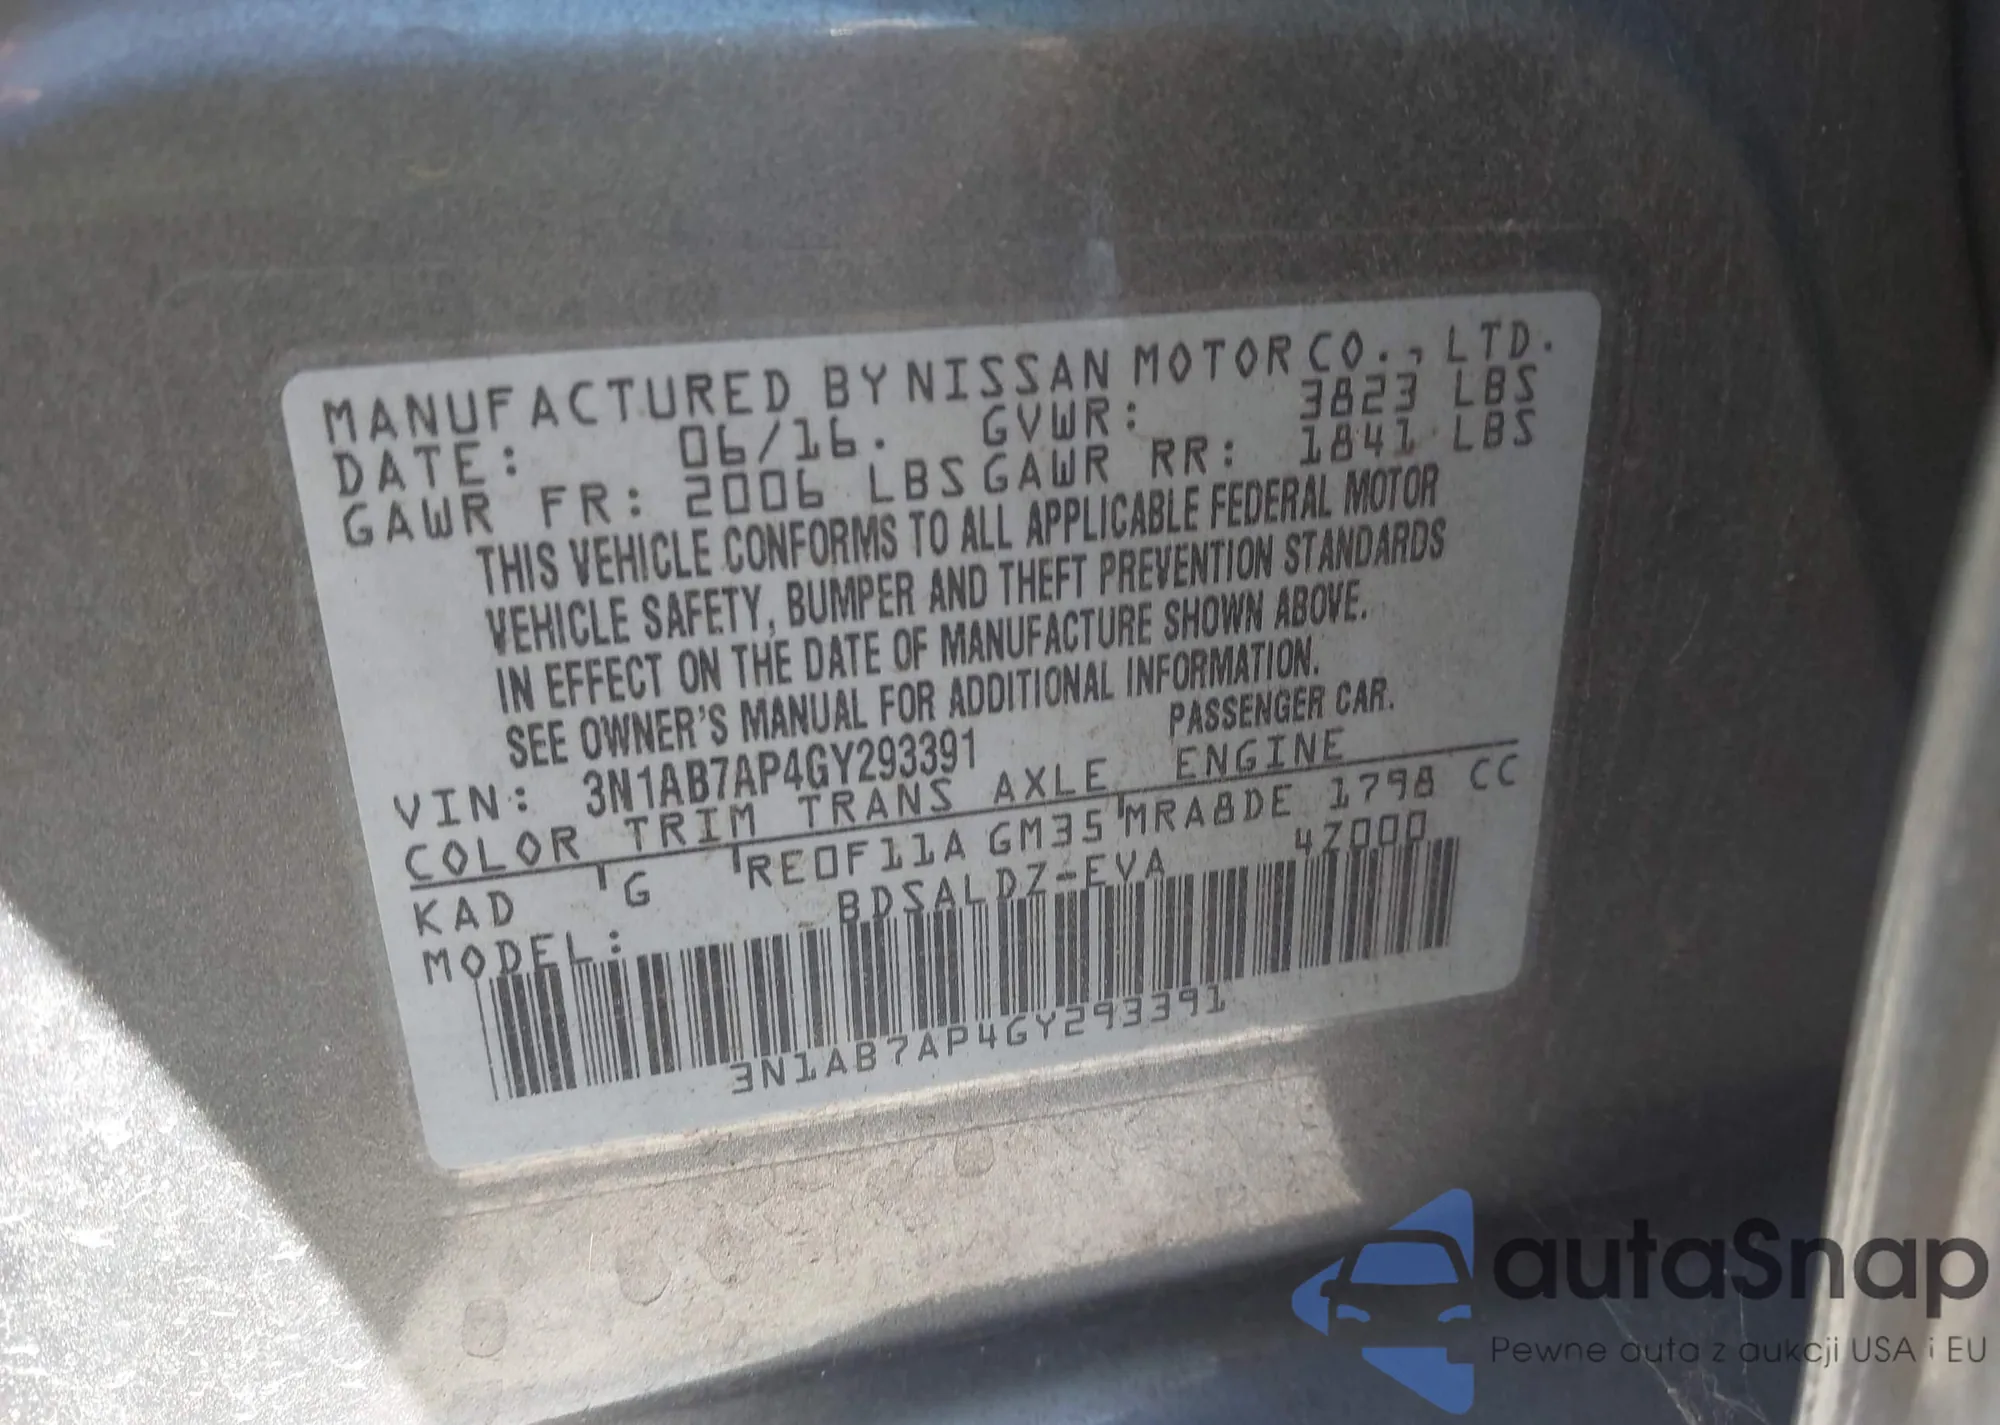 MANUFACTURED BY NISSAN MOTOR CO., LTD.
DATE: 06/16. GVWR: 3823 LBS
GAWR FR: 2006 LBS GAWR RR: 1841 LBS
THIS VEHICLE CONFORMS TO ALL APPLICABLE FEDERAL MOTOR
VEHICLE SAFETY, BUMPER AND THEFT PREVENTION STANDARDS
IN EFFECT ON THE DATE OF MANUFACTURE SHOWN ABOVE.
SEE OWNER'S MANUAL FOR ADDITIONAL INFORMATION.
VIN: 3N1AB7AP4GY293391 PASSENGER CAR.
COLOR TRIM TRANS AXLE ENGINE
KAD G RE0F11A GM35 MRA8DE 1798 CC
MODEL: BDSALDZ-EVA 4Z000
3N1AB7AP4GY293391
autaSnap
Pewne auta z aukcji USA i EU